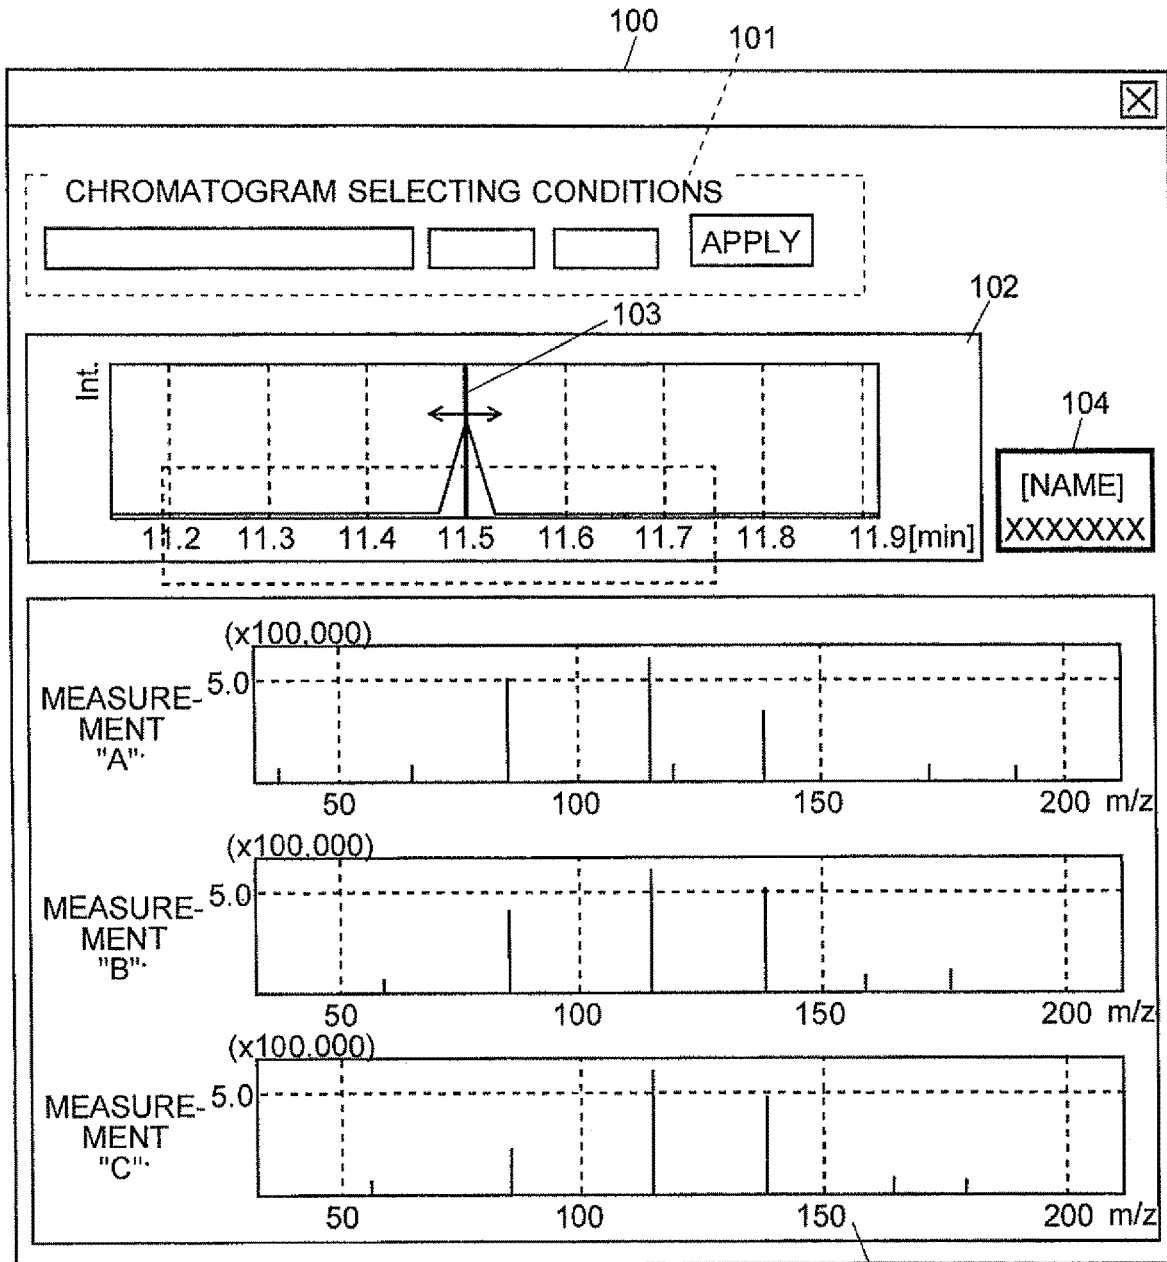 100
101
CHROMATOGRAM SELECTING CONDITIONS
APPLY
102
103
Int.
11.2 11.3 11.4 11.5 11.6 11.7 11.8 11.9[min]
104
[NAME]
XXXXXXX
(x100,000)
5.0
MEASURE-
MENT
"A"
50 100 150 200 m/z
(x100,000)
5.0
MEASURE-
MENT
"B"
50 100 150 200 m/z
(x100,000)
5.0
MEASURE-
MENT
"C"
50 100 150 200 m/z